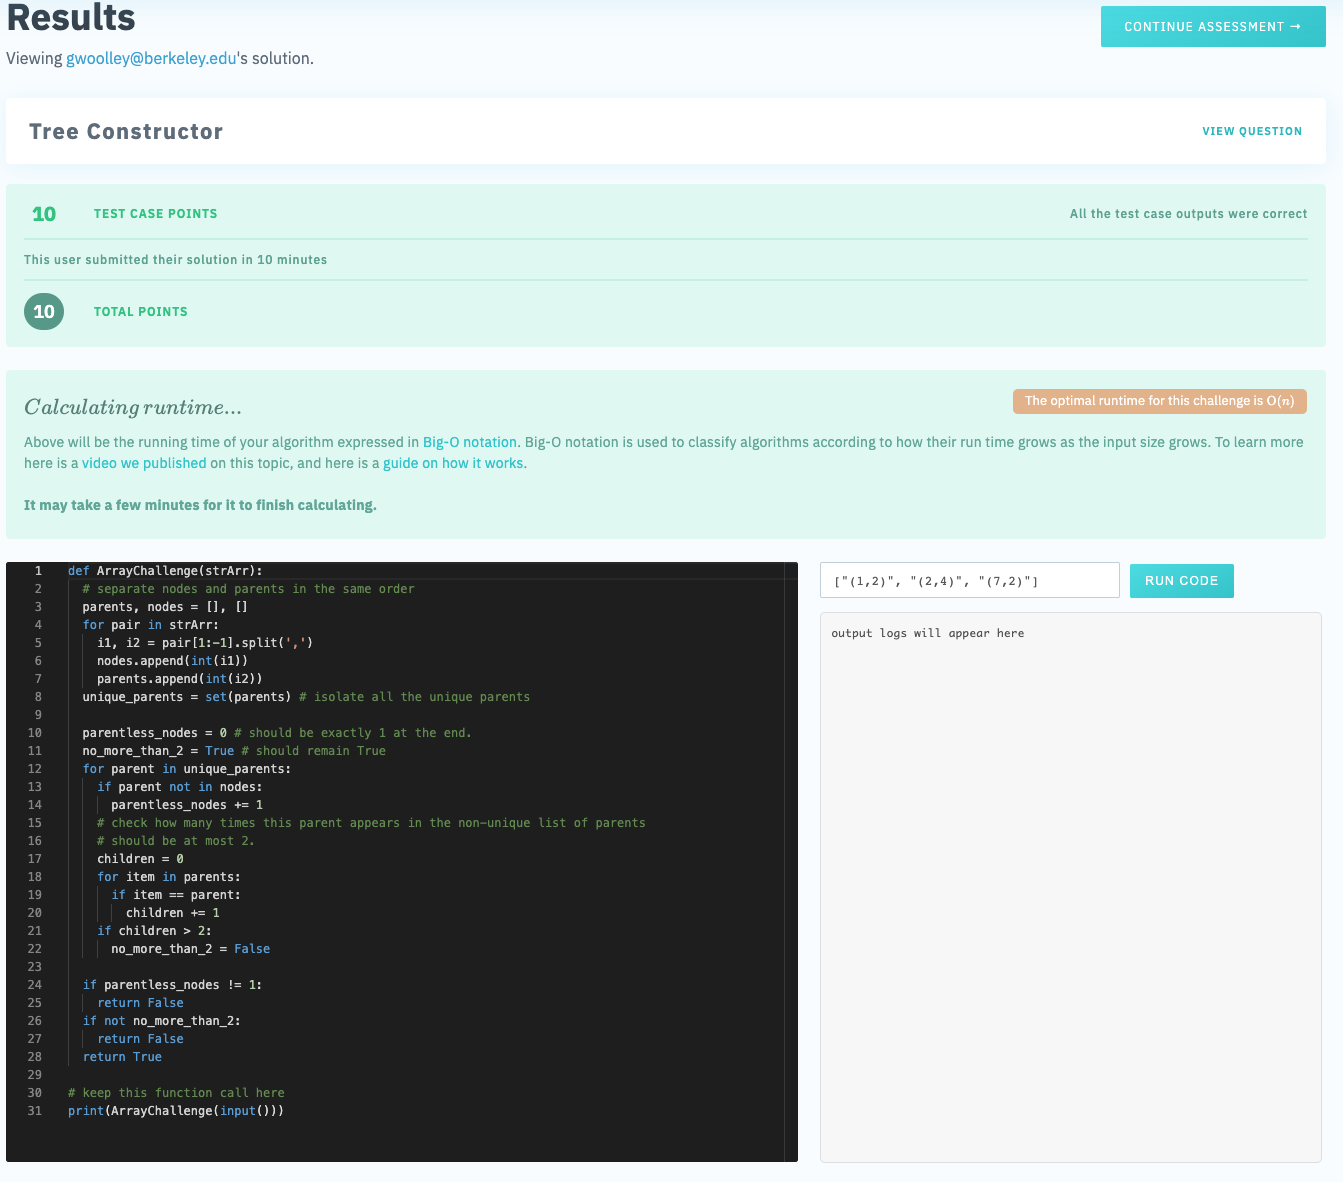 Results
CONTINUE ASSESSMENT →
Viewing gwoolley@berkeley.edu's solution.
Tree Constructor
VIEW QUESTION
10 TEST CASE POINTS
All the test case outputs were correct
This user submitted their solution in 10 minutes
10 TOTAL POINTS
Calculating runtime...
The optimal runtime for this challenge is O(n)
Above will be the running time of your algorithm expressed in Big-O notation. Big-O notation is used to classify algorithms according to how their run time grows as the input size grows. To learn more
here is a video we published on this topic, and here is a guide on how it works.
It may take a few minutes for it to finish calculating.
1 def ArrayChallenge(strArr):
2   # separate nodes and parents in the same order
3   parents, nodes = [], []
4   for pair in strArr:
5     i1, i2 = pair[1:-1].split(',')
6     nodes.append(int(i1))
7     parents.append(int(i2))
8   unique_parents = set(parents) # isolate all the unique parents
9
10   parentless_nodes = 0 # should be exactly 1 at the end.
11   no_more_than_2 = True # should remain True
12   for parent in unique_parents:
13     if parent not in nodes:
14       parentless_nodes += 1
15     # check how many times this parent appears in the non-unique list of parents
16     # should be at most 2.
17     children = 0
18     for item in parents:
19       if item == parent:
20         children += 1
21     if children > 2:
22       no_more_than_2 = False
23
24   if parentless_nodes != 1:
25     return False
26   if not no_more_than_2:
27     return False
28   return True
29
30 # keep this function call here
31 print(ArrayChallenge(input()))
["(1,2)", "(2,4)", "(7,2)"]
RUN CODE
output logs will appear here